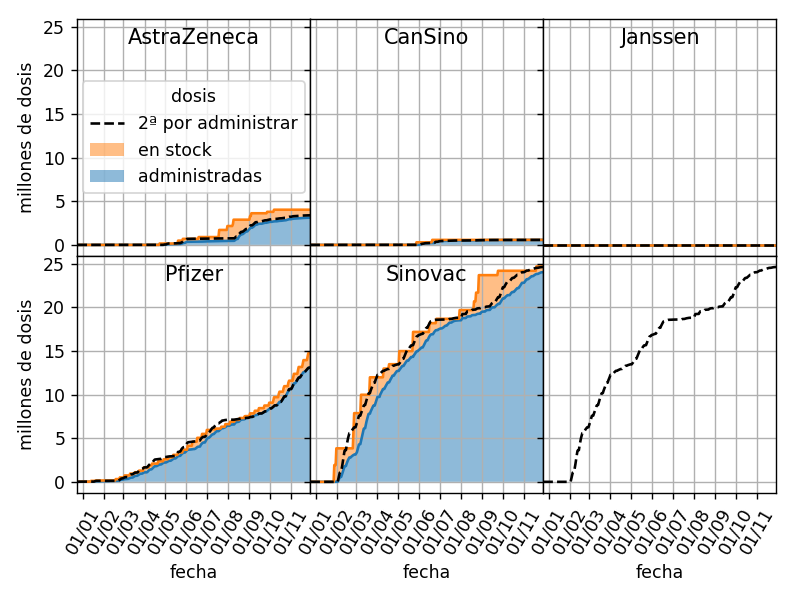 AstraZeneca
CanSino
Janssen
25
20
15
10
5
0
millones de dosis
dosis
2ª por administrar
en stock
administradas
Pfizer
Sinovac
25
20
15
10
5
0
millones de dosis
01/01 01/02 01/03 01/04 01/05 01/06 01/07 01/08 01/09 01/10 01/11
01/01 01/02 01/03 01/04 01/05 01/06 01/07 01/08 01/09 01/10 01/11
01/01 01/02 01/03 01/04 01/05 01/06 01/07 01/08 01/09 01/10 01/11
fecha
fecha
fecha